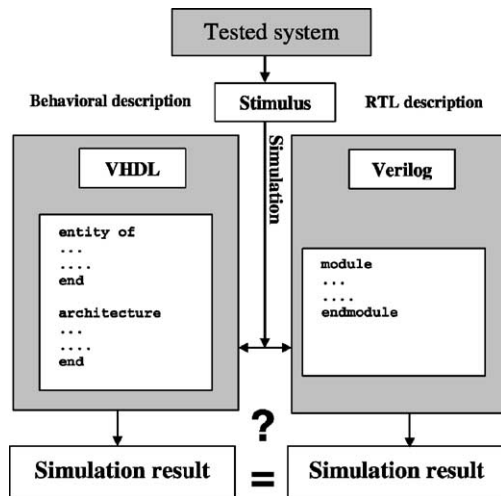 Tested system
Stimulus
Behavioral description
RTL description
Simulation
VHDL
Verilog
entity of
...
....
end
architecture
...
....
end
module
...
....
endmodule
?
Simulation result
=
Simulation result